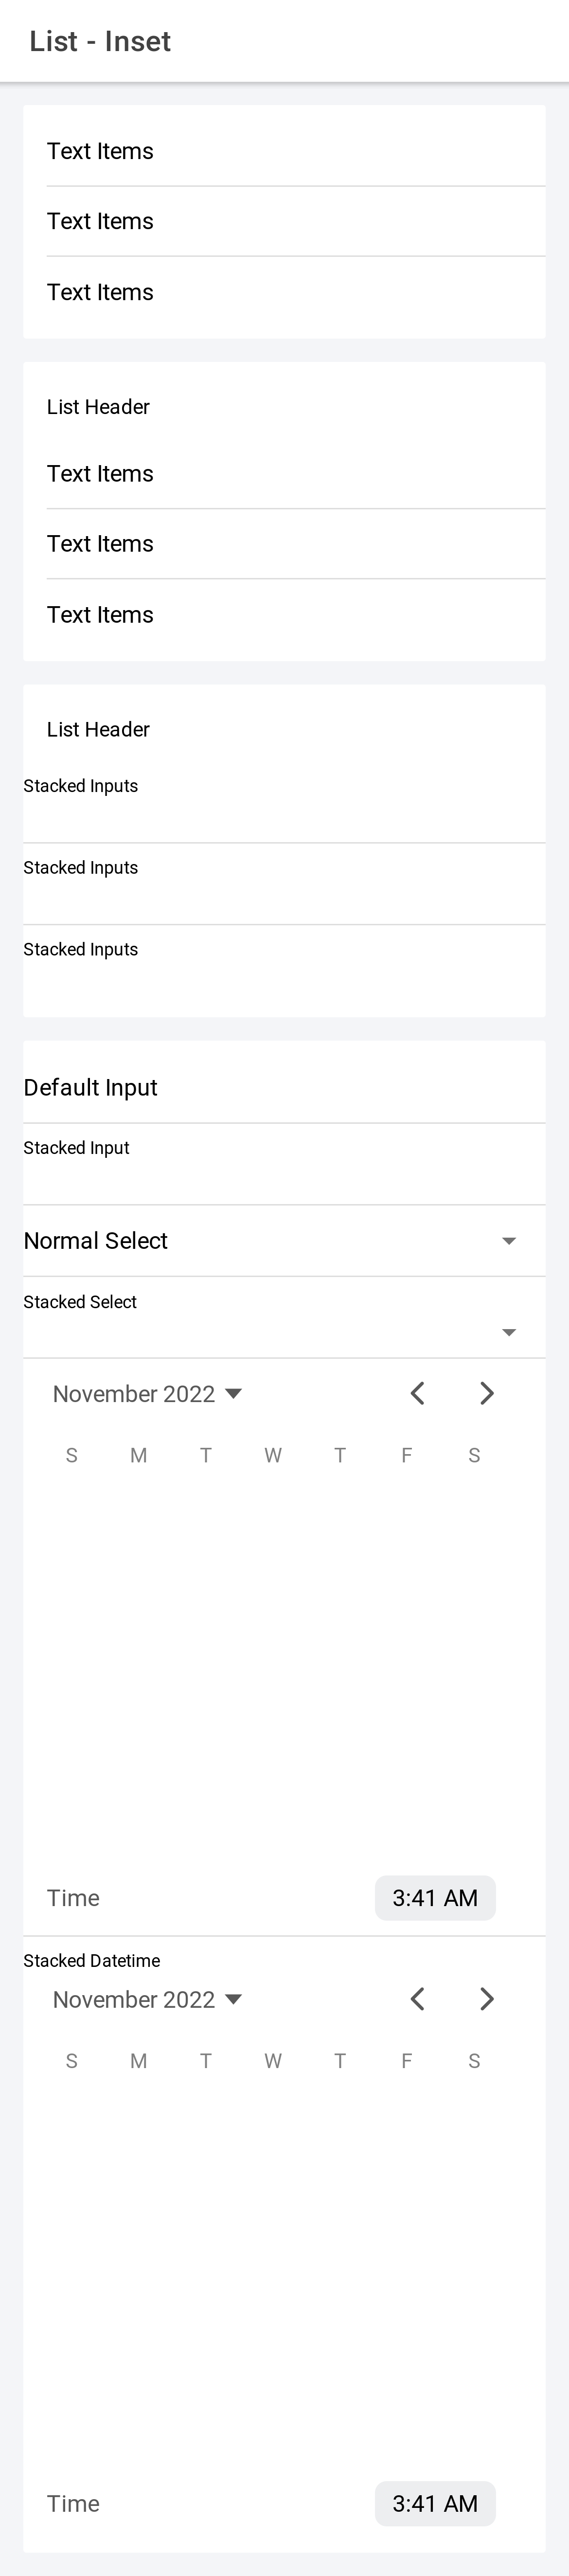 List - Inset
Text Items
Text Items
Text Items
List Header
Text Items
Text Items
Text Items
List Header
Stacked Inputs
Stacked Inputs
Stacked Inputs
Default Input
Stacked Input
Normal Select
Stacked Select
November 2022
S M T W T F S
Time 3:41 AM
Stacked Datetime
November 2022
S M T W T F S
Time 3:41 AM